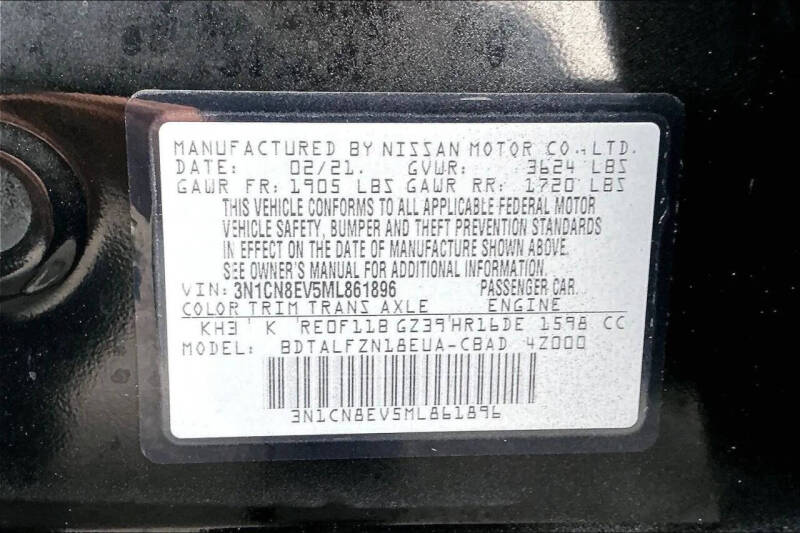 MANUFACTURED BY NISSAN MOTOR CO.,LTD.
DATE: 02/21. GVWR: 3624 LBS
GAWR FR: 1905 LBS GAWR RR: 1720 LBS
THIS VEHICLE CONFORMS TO ALL APPLICABLE FEDERAL MOTOR
VEHICLE SAFETY, BUMPER AND THEFT PREVENTION STANDARDS
IN EFFECT ON THE DATE OF MANUFACTURE SHOWN ABOVE.
SEE OWNER'S MANUAL FOR ADDITIONAL INFORMATION.
VIN: 3N1CN8EV5ML861896 PASSENGER CAR.
COLOR TRIM TRANS AXLE ENGINE
KH3 ' K 'RE0F11B GZ39'HR16DE 1598 CC
MODEL: BDTALFZN18EUA-CBAD 4Z000
3N1CN8EV5ML861896